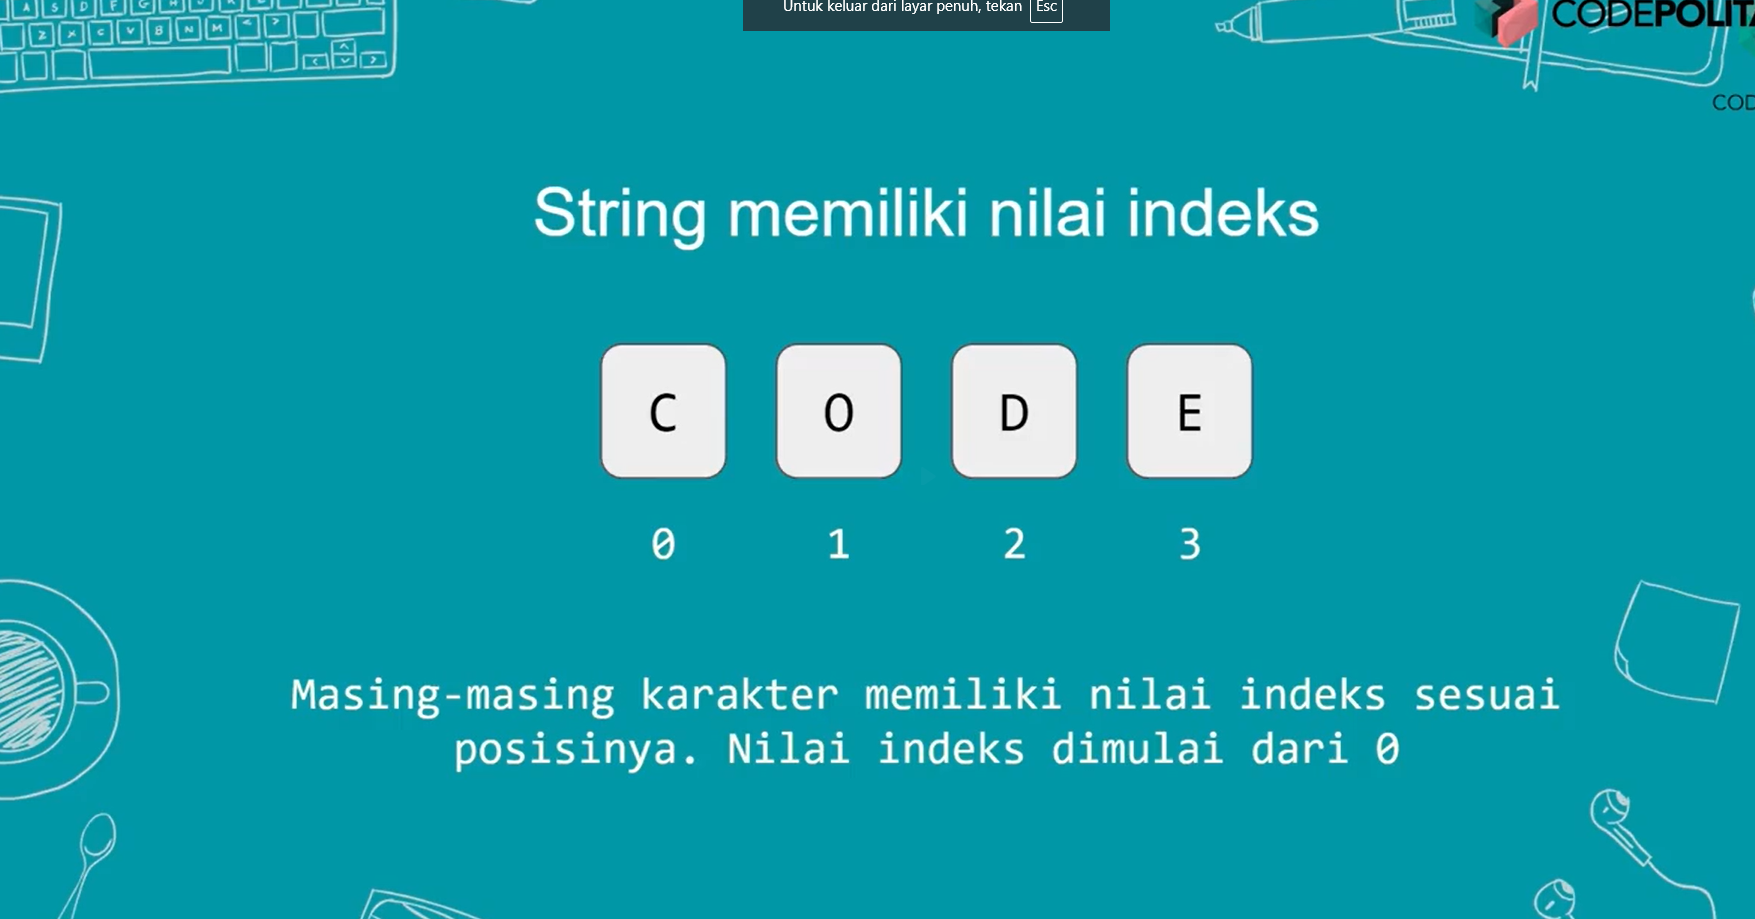 Untuk keluar dari layar penuh, tekan Esc
CODEPOLITA
COD
String memiliki nilai indeks
C O D E
0 1 2 3
Masing-masing karakter memiliki nilai indeks sesuai
posisinya. Nilai indeks dimulai dari 0